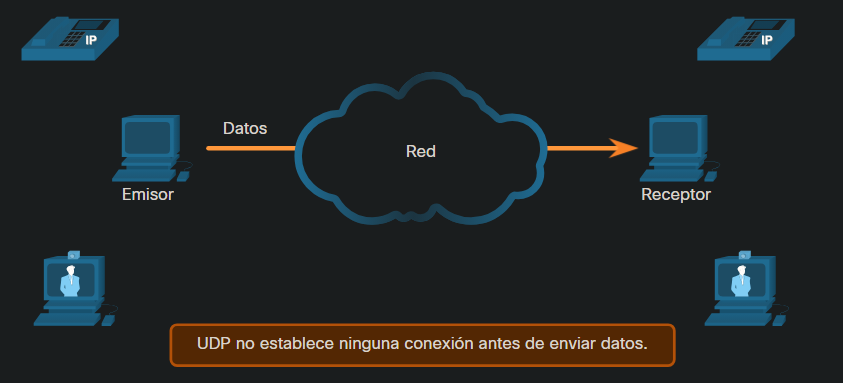 IP
IP
Datos
Red
Emisor
Receptor
UDP no establece ninguna conexión antes de enviar datos.